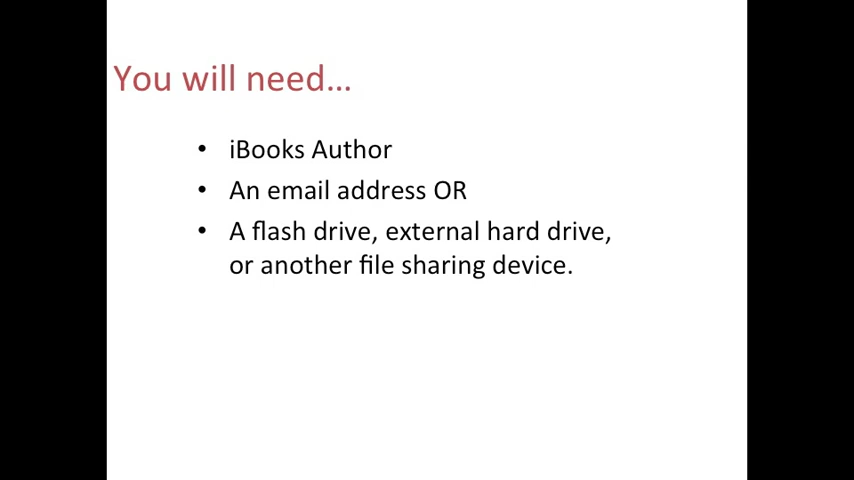 You will need…
• iBooks Author
• An email address OR
• A flash drive, external hard drive,
or another file sharing device.